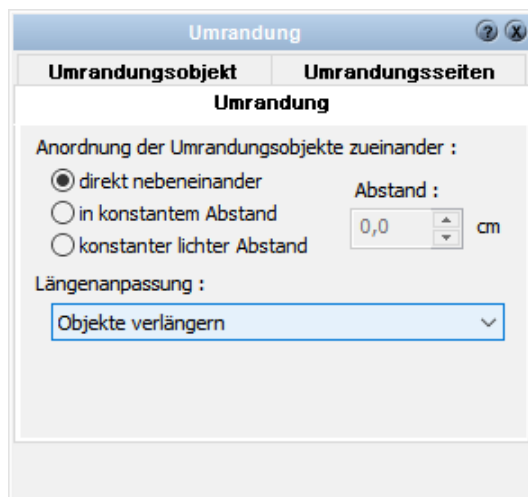 Umrandung
Umrandungsobjekt Umrandungsseiten
Umrandung
Anordnung der Umrandungsobjekte zueinander :
direkt nebeneinander
Abstand :
in konstantem Abstand
0,0 cm
konstanter lichter Abstand
Längenanpassung :
Objekte verlängern